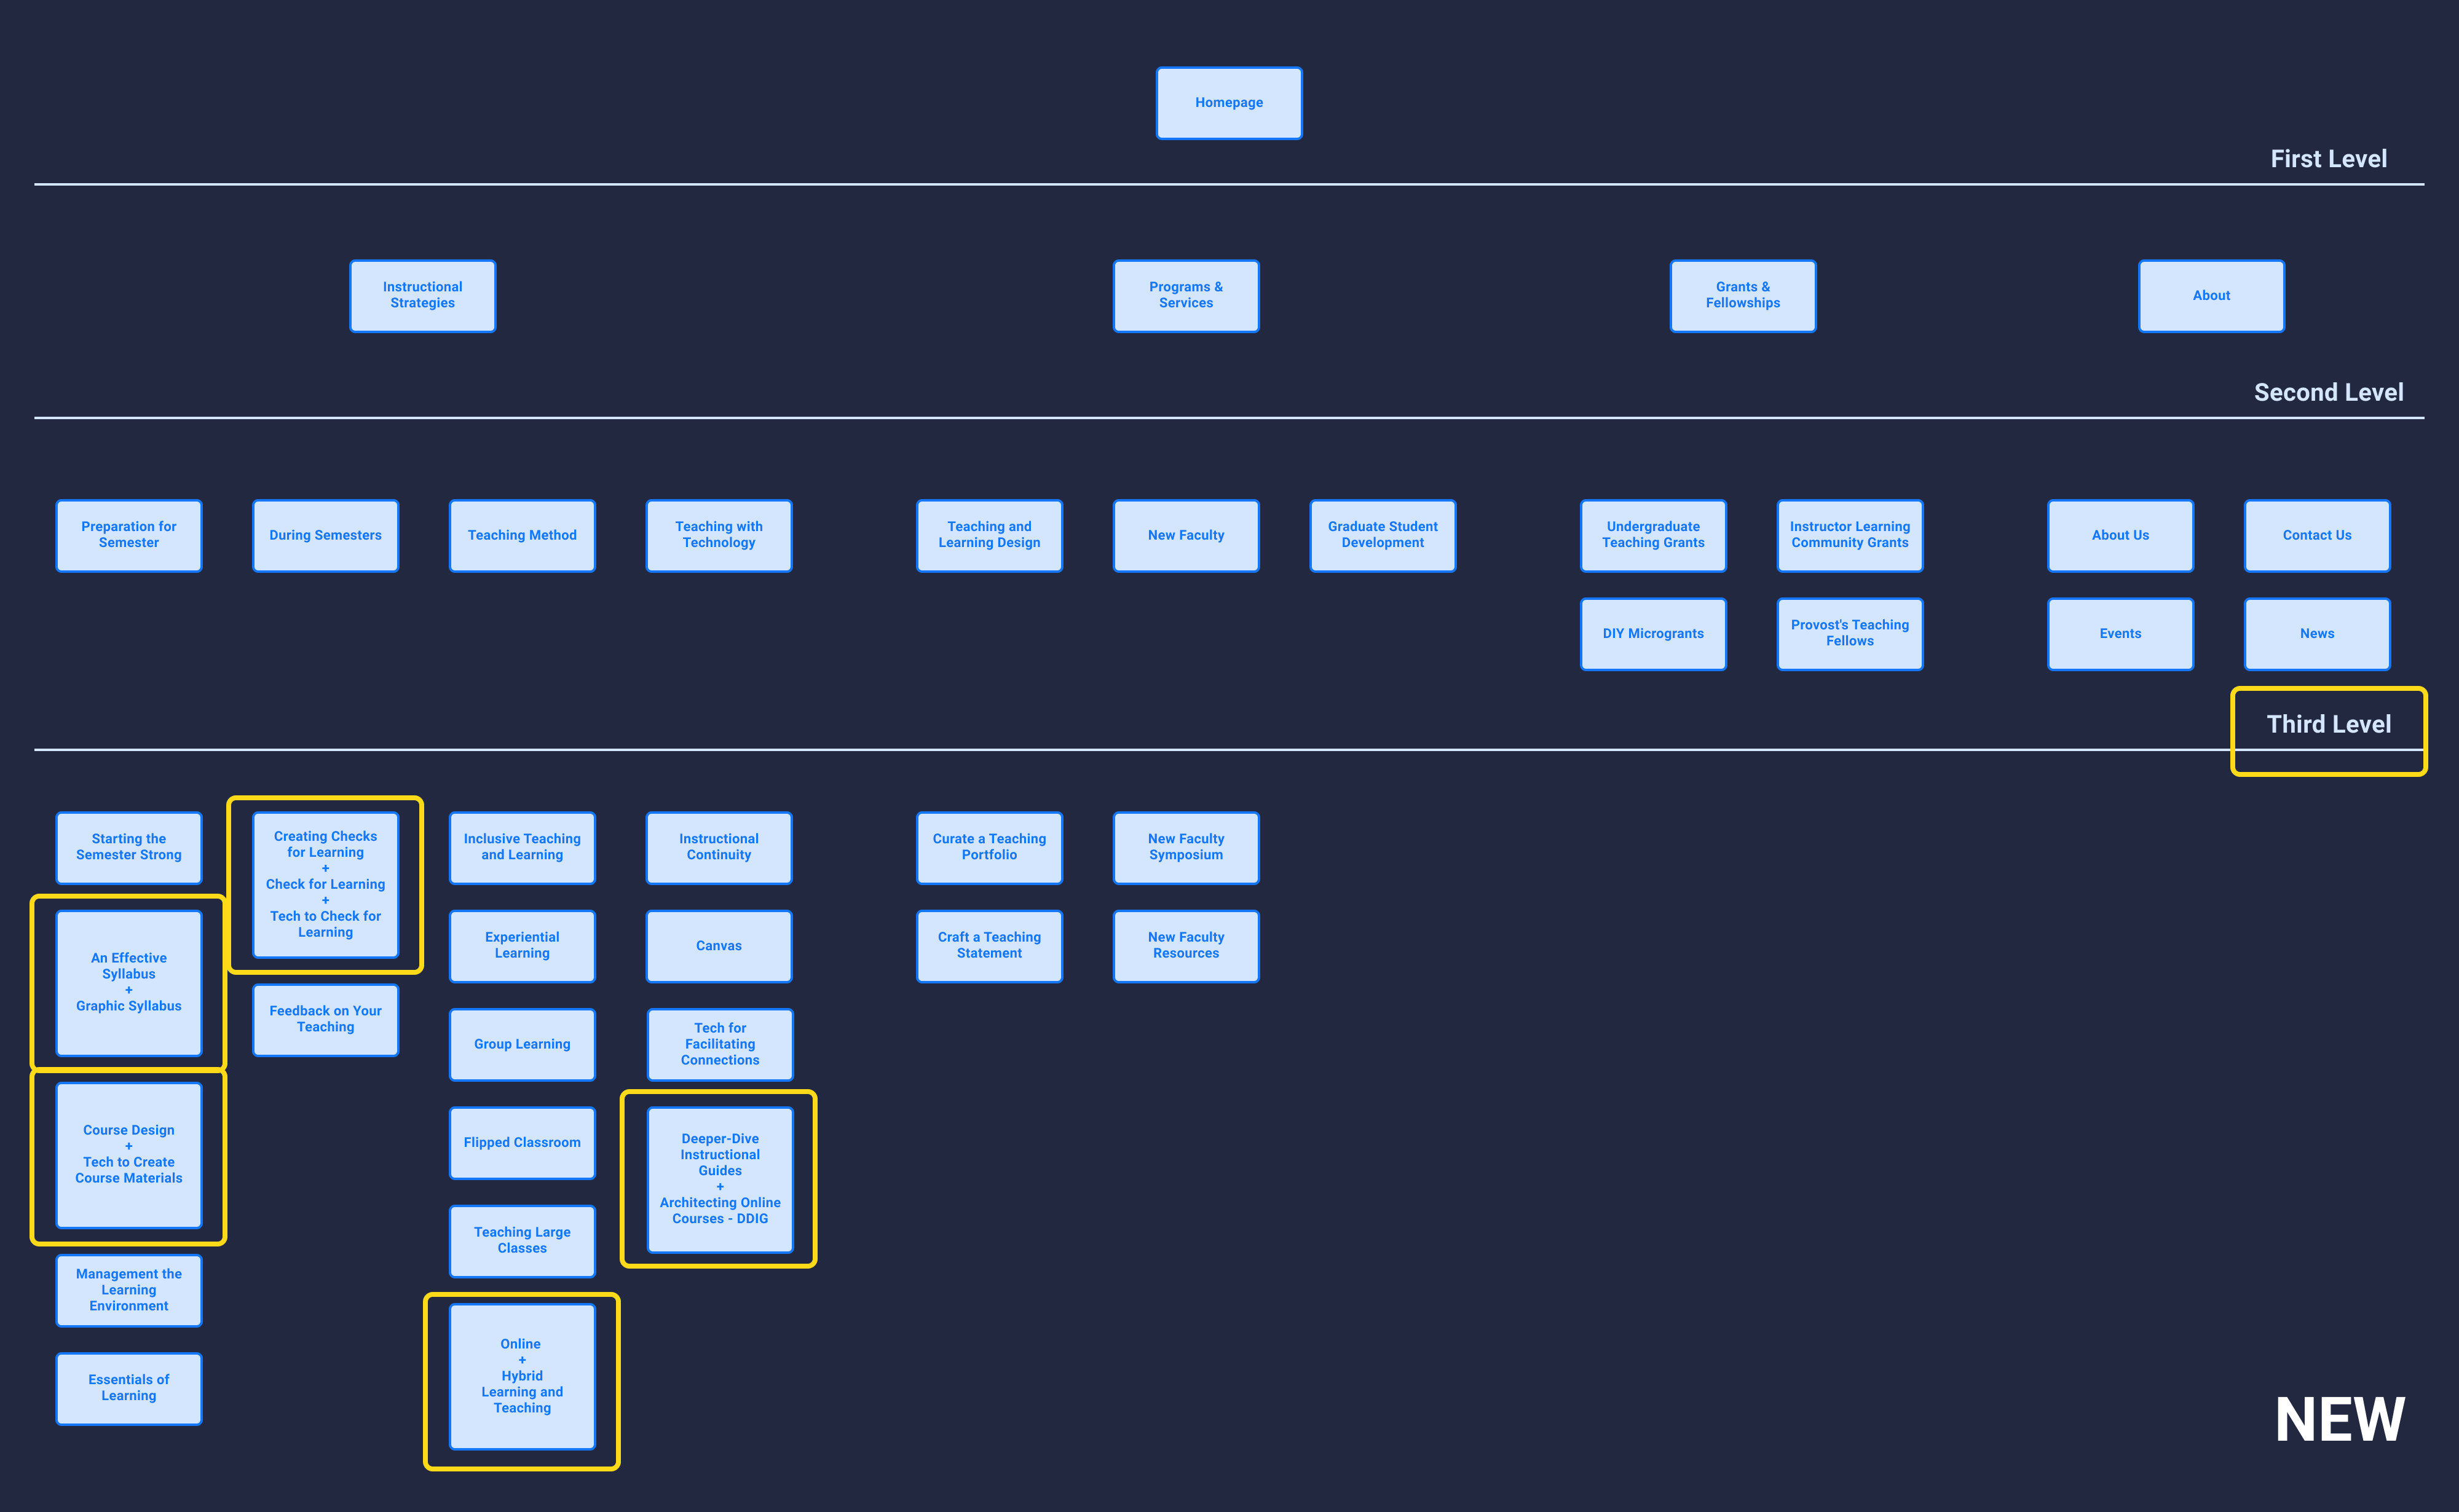 Homepage
First Level
Instructional
Strategies
Programs &
Services
Grants &
Fellowships
About
Second Level
Preparation for
Semester
During Semesters
Teaching Method
Teaching with
Technology
Teaching and
Learning Design
New Faculty
Graduate Student
Development
Undergraduate
Teaching Grants
Instructor Learning
Community Grants
About Us
Contact Us
DIY Microgrants
Provost's Teaching
Fellows
Events
News
Third Level
Starting the
Semester Strong
An Effective
Syllabus
+
Graphic Syllabus
Course Design
+
Tech to Create
Course Materials
Management the
Learning
Environment
Essentials of
Learning
Creating Checks
for Learning
+
Check for Learning
+
Tech to Check for
Learning
Feedback on Your
Teaching
Inclusive Teaching
and Learning
Experiential
Learning
Group Learning
Flipped Classroom
Teaching Large
Classes
Online
+
Hybrid
Learning and
Teaching
Instructional
Continuity
Canvas
Tech for
Facilitating
Connections
Deeper-Dive
Instructional
Guides
+
Architecting Online
Courses - DDIG
Curate a Teaching
Portfolio
Craft a Teaching
Statement
New Faculty
Symposium
New Faculty
Resources
NEW